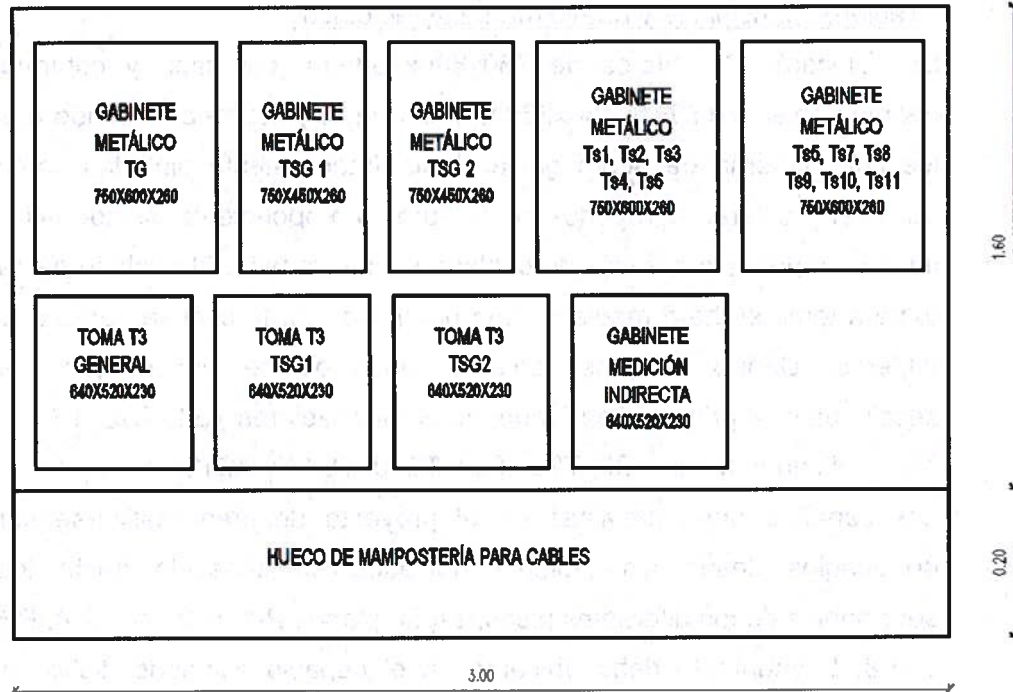 GABINETE
METÁLICO
TG
750X600X260
GABINETE
METÁLICO
TSG 1
750X450X260
GABINETE
METÁLICO
TSG 2
750X450X260
GABINETE
METÁLICO
Ts1, Ts2, Ts3
Ts4, Ts6
750X600X260
GABINETE
METÁLICO
Ts5, Ts7, Ts8
Ts9, Ts10, Ts11
750X600X260
TOMA T3
GENERAL
640X520X230
TOMA T3
TSG1
640X520X230
TOMA T3
TSG2
640X520X230
GABINETE
MEDICIÓN
INDIRECTA
640X520X230
HUECO DE MAMPOSTERÍA PARA CABLES
1.60
0.20
3.00